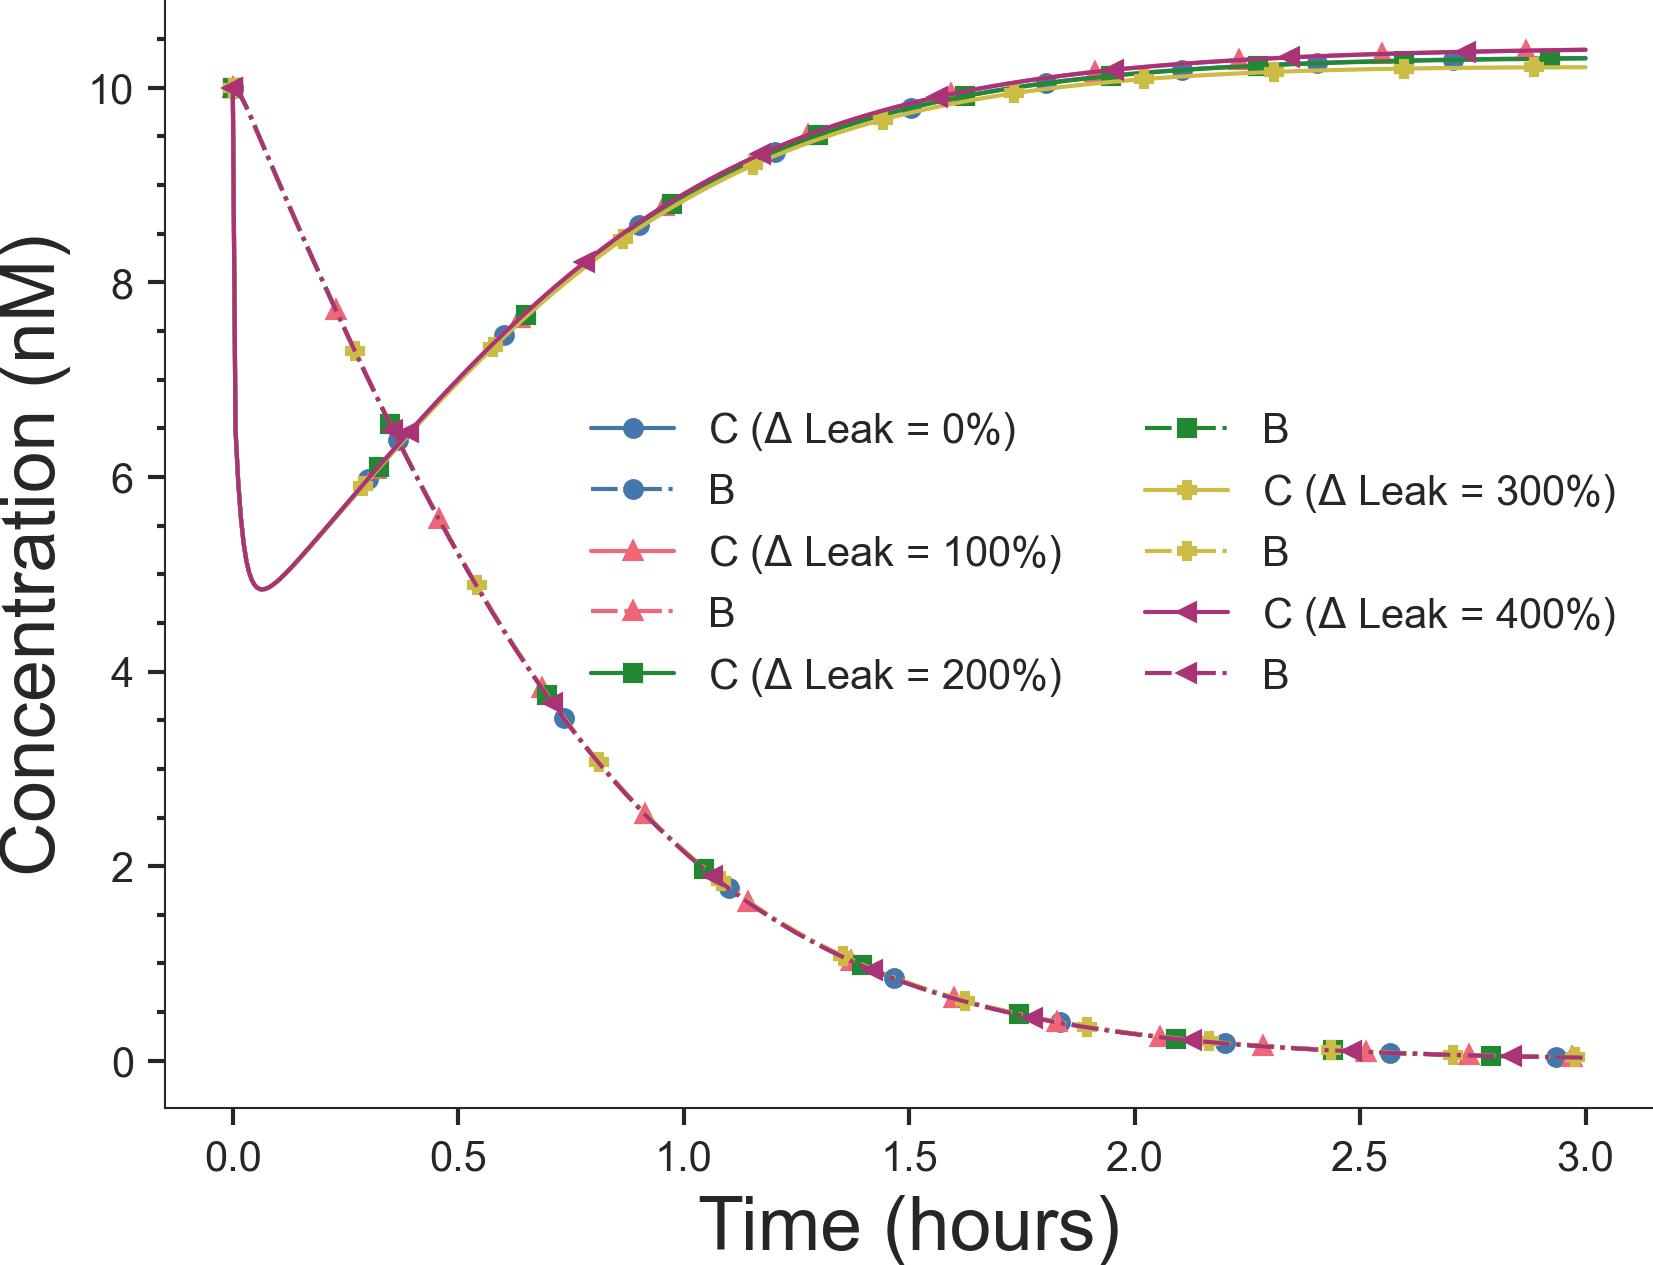 Concentration (nM)
10
8
6
4
2
0
C (Δ Leak = 0%)
B
C (Δ Leak = 100%)
B
C (Δ Leak = 200%)
B
C (Δ Leak = 300%)
B
C (Δ Leak = 400%)
B
0.0 0.5 1.0 1.5 2.0 2.5 3.0
Time (hours)